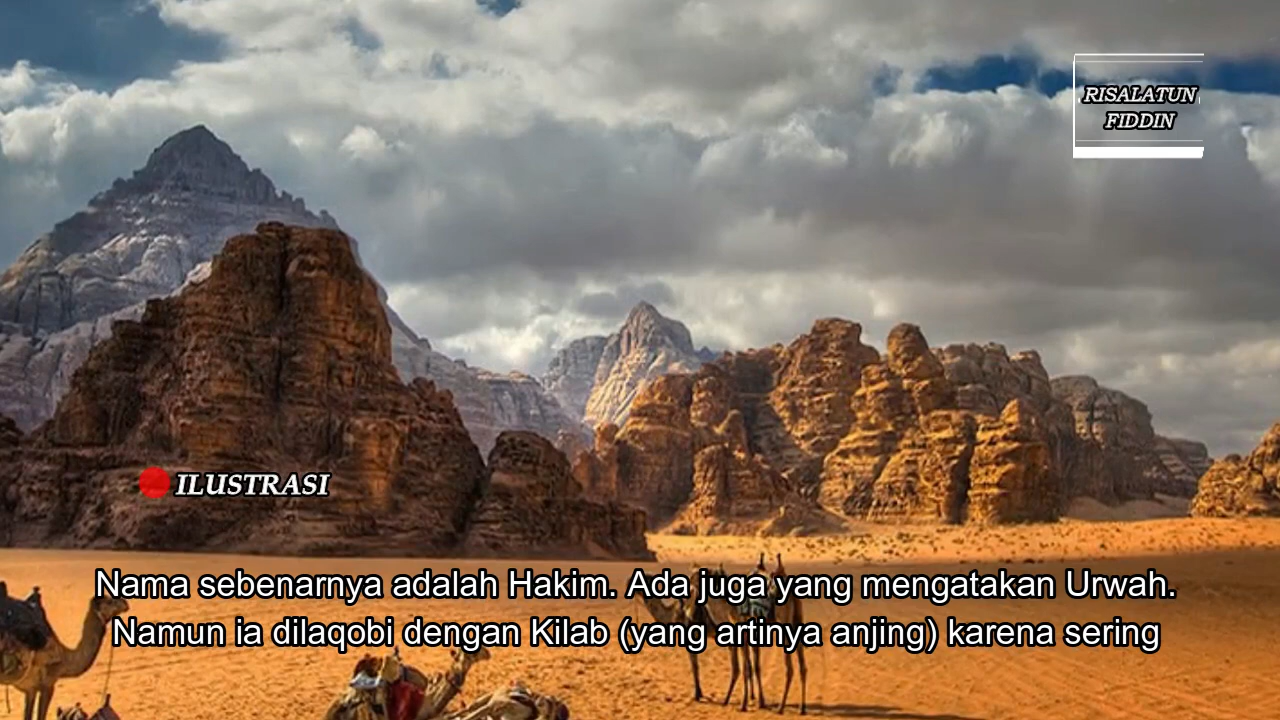 RISALATUN
FIDDIN
ILUSTRASI
Nama sebenarnya adalah Hakim. Ada juga yang mengatakan Urwah.
Namun ia dilaqobi dengan Kilab (yang artinya anjing) karena sering